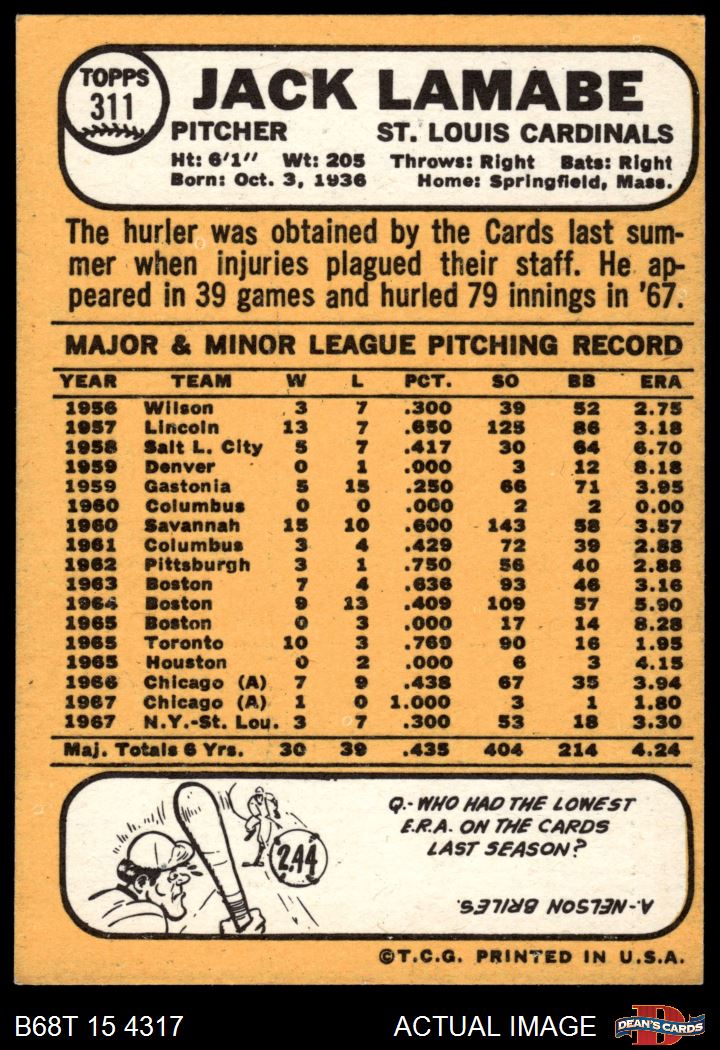 TOPPS
311
JACK LAMABE
PITCHER ST. LOUIS CARDINALS
Ht: 6'1" Wt: 205 Throws: Right Bats: Right
Born: Oct. 3, 1936 Home: Springfield, Mass.
The hurler was obtained by the Cards last sum-
mer when injuries plagued their staff. He ap-
peared in 39 games and hurled 79 innings in '67.
MAJOR & MINOR LEAGUE PITCHING RECORD
YEAR TEAM W L PCT. SO BB ERA
1956 Wilson 3 7 .300 39 52 2.75
1957 Lincoln 13 7 .650 125 86 3.18
1958 Salt L. City 5 7 .417 30 64 6.70
1959 Denver 0 1 .000 3 12 8.18
1959 Gastonia 5 15 .250 66 71 3.95
1960 Columbus 0 0 .000 2 2 0.00
1960 Savannah 15 10 .600 143 58 3.57
1961 Columbus 3 4 .429 72 39 2.88
1962 Pittsburgh 3 1 .750 56 40 2.88
1963 Boston 7 4 .636 93 46 3.16
1964 Boston 9 13 .409 109 57 5.90
1965 Boston 0 3 .000 17 14 8.28
1965 Toronto 10 3 .769 90 16 1.95
1965 Houston 0 2 .000 6 3 4.15
1966 Chicago (A) 7 9 .438 67 35 3.94
1967 Chicago (A) 1 0 1.000 3 1 1.80
1967 N.Y.-St. Lou. 3 7 .300 53 18 3.30
Maj. Totals 6 Yrs. 30 39 .435 404 214 4.24
2.44
Q.- WHO HAD THE LOWEST
E.R.A. ON THE CARDS
LAST SEASON?
A.- NELSON BRILES.
©T.C.G. PRINTED IN U.S.A.
B68T 15 4317 ACTUAL IMAGE
D
DEAN'S CARDS